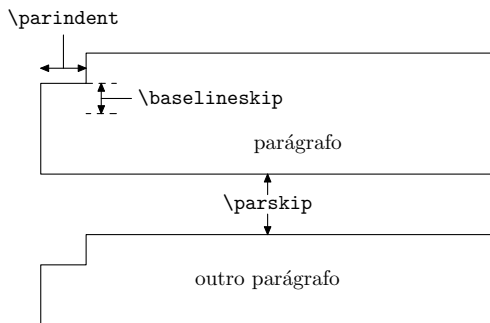 \parindent
\baselineskip
parágrafo
\parskip
outro parágrafo